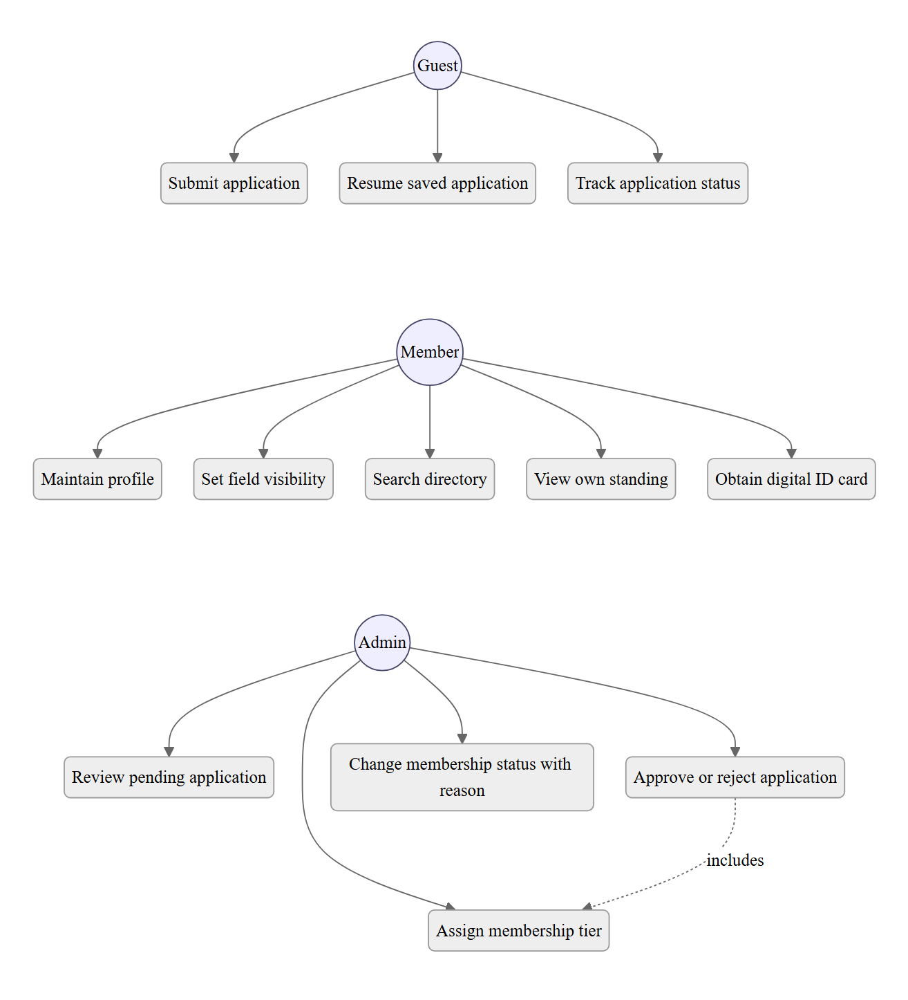 Guest
Submit application
Resume saved application
Track application status
Member
Maintain profile
Set field visibility
Search directory
View own standing
Obtain digital ID card
Admin
Review pending application
Change membership status with
reason
Approve or reject application
includes
Assign membership tier